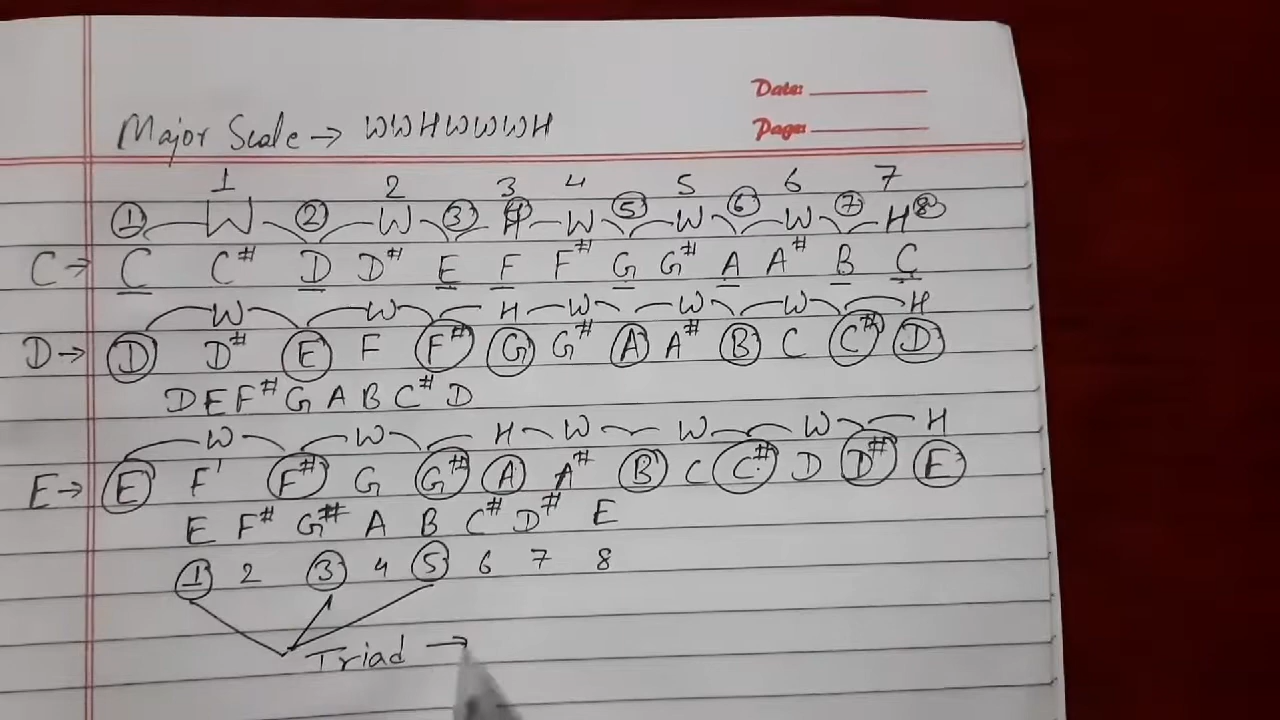 Date:
Major Scale → WWHWWWH
Page:
1 2 3 4 5 6 7
① W ② W ③ H W ⑤ W ⑥ W ⑦ H ⑧
C → C C# D D# E F F# G G# A A# B C
W W H W W W H
D → D D# E F F# G G# A A# B C C# D
D E F# G A B C# D
W W H W W W H
E → E F F# G G# A A# B C C# D D# E
E F# G# A B C# D# E
① 2 ③ 4 ⑤ 6 7 8
Triad →